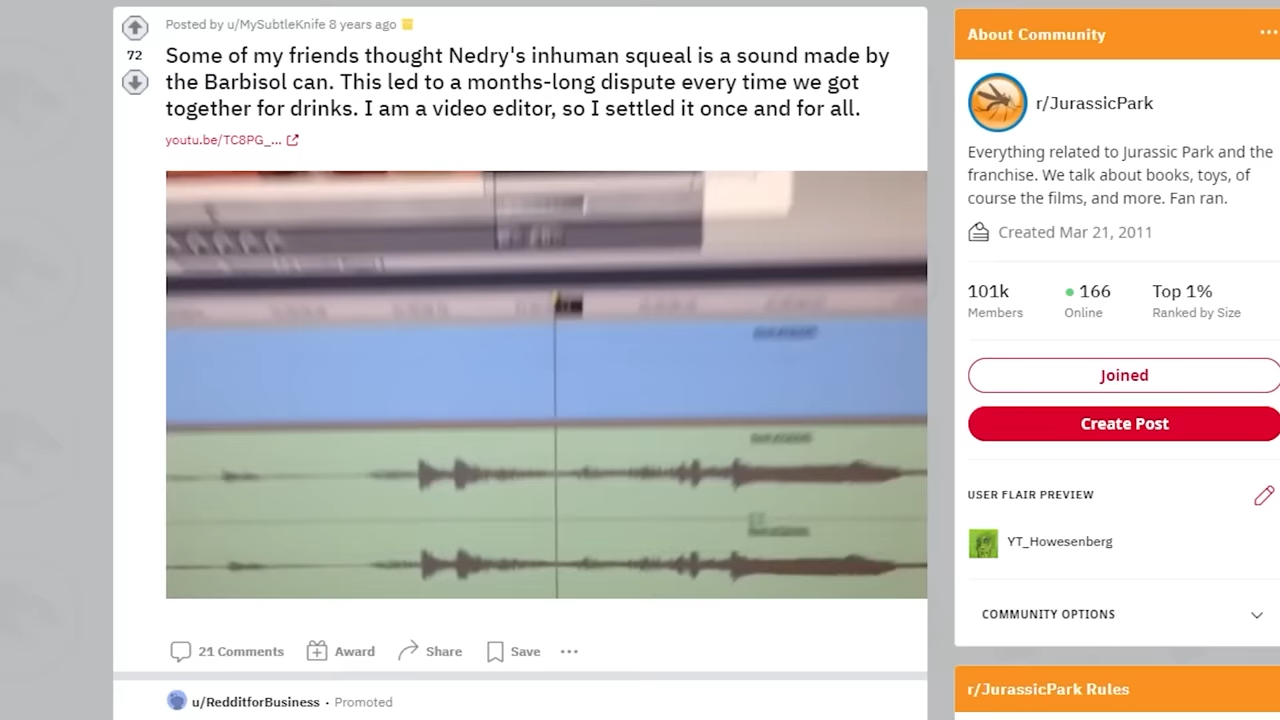 Posted by u/MySubtleKnife 8 years ago
72
Some of my friends thought Nedry's inhuman squeal is a sound made by
the Barbisol can. This led to a months-long dispute every time we got
together for drinks. I am a video editor, so I settled it once and for all.
youtu.be/TC8PG_...
21 Comments
Award
Share
Save
u/RedditforBusiness · Promoted
About Community
r/JurassicPark
Everything related to Jurassic Park and the
franchise. We talk about books, toys, of
course the films, and more. Fan ran.
Created Mar 21, 2011
101k 166 Top 1%
Members Online Ranked by Size
Joined
Create Post
USER FLAIR PREVIEW
YT_Howesenberg
COMMUNITY OPTIONS
r/JurassicPark Rules